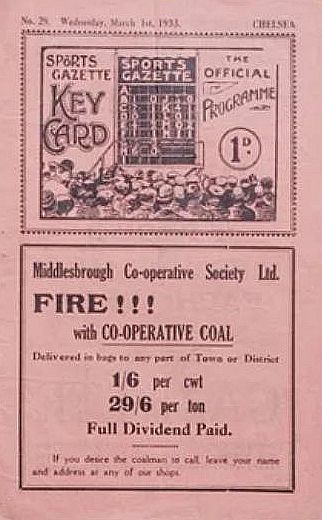 No. 29. Wednesday, March 1st, 1933. CHELSEA
SPORTS GAZETTE KEY CARD
SPORTS GAZETTE
THE OFFICIAL PROGRAMME
1D.
Middlesbrough Co-operative Society Ltd.
FIRE !!!
with CO-OPERATIVE COAL
Delivered in bags to any part of Town or District
1/6 per cwt
29/6 per ton
Full Dividend Paid.
If you desire the coalman to call, leave your name
and address at any of our shops.